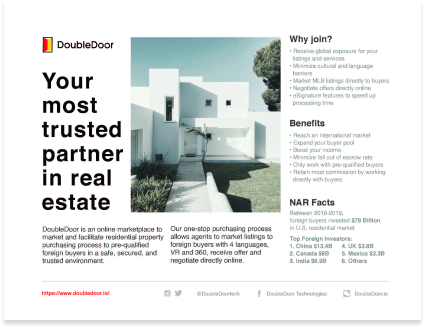 DoubleDoor
Your
most
trusted
partner
in real
estate
DoubleDoor is an online marketplace to
market and facilitate residential property
purchasing process to pre-qualified
foreign buyers in a safe, secured, and
trusted environment.
Our one-stop purchasing process
allows agents to market listings to
foreign buyers with 4 languages,
VR and 360, receive offer and
negotiate directly online.
Why join?
• Receive global exposure for your
listings and services
• Minimize cultural and language
barriers
• Market MLS listings directly to buyers
• Negotiate offers directly online
• eSignature features to speed up
processing time
Benefits
• Reach an international market
• Expand your buyer pool
• Boost your income
• Minimize fall out of escrow rate
• Only work with pre-qualified buyers
• Retain most commission by working
directly with buyers
NAR Facts
Between 2018-2019,
foreign buyers invested $78 Billion
in U.S. residential market
Top Foreign Investors:
1. China $13.4B 4. UK $3.8B
2. Canada $8B 5. Mexico $2.3B
3. India $6.9B 6. Others
https://www.doubledoor.io/
@DoubleDoortech
DoubleDoor Technologies
DoubleDoor.io